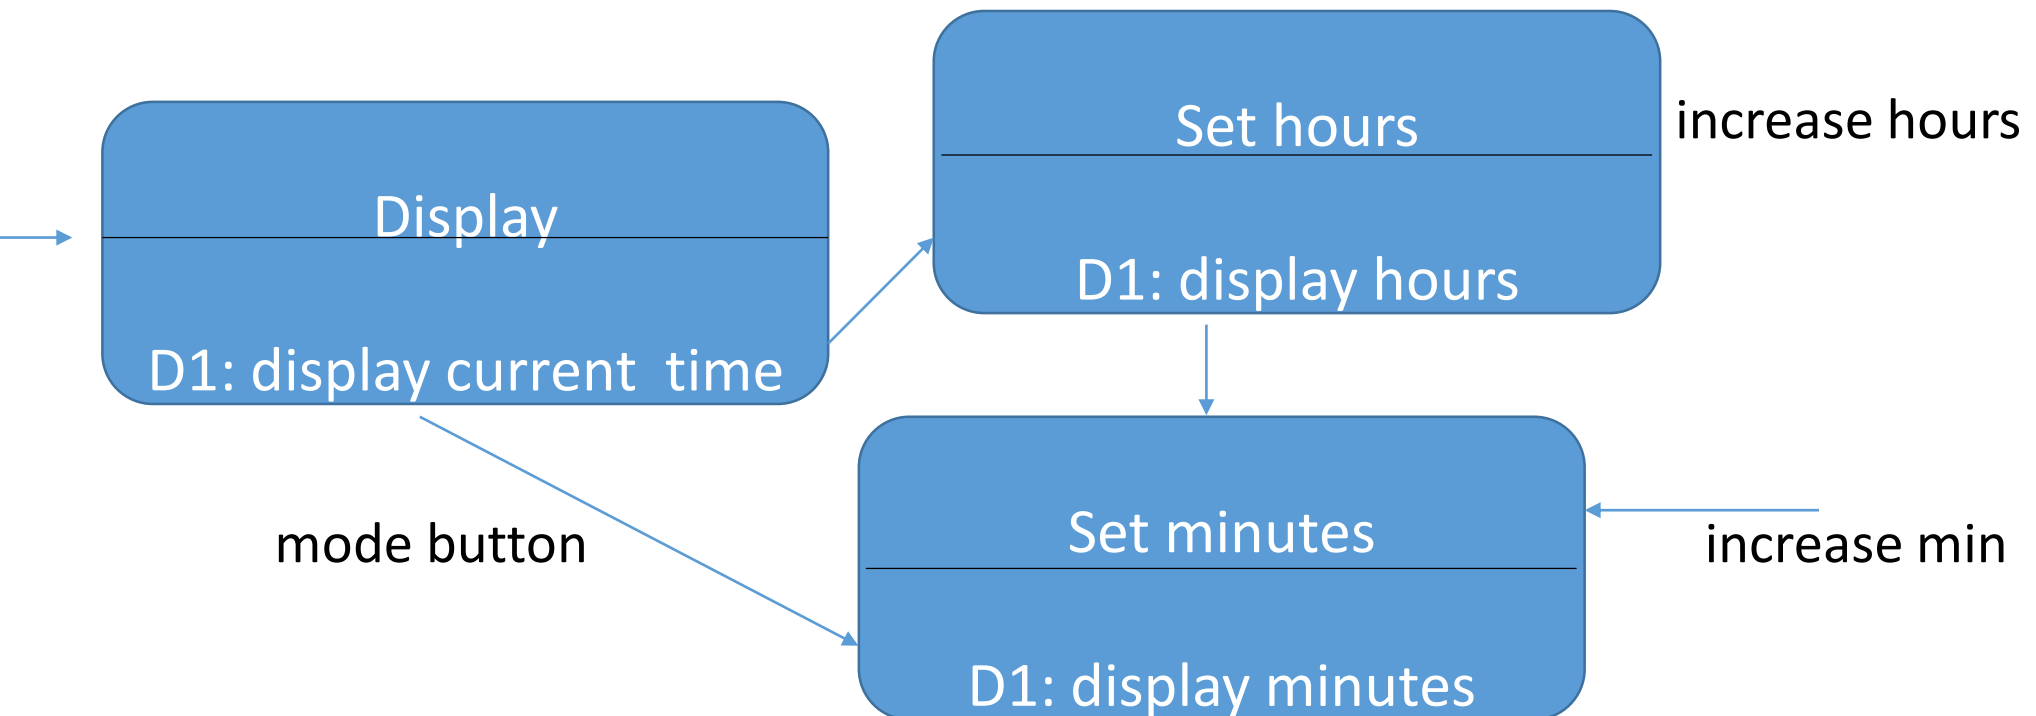 Display
D1: display current  time
Set hours
D1: display hours
increase hours
mode button
Set minutes
D1: display minutes
increase min